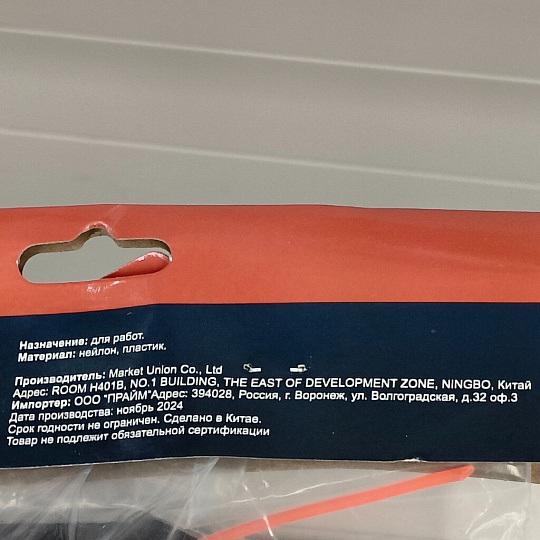 Назначение: для работ.
Материал: нейлон, пластик.
Производитель: Market Union Co., Ltd
Адрес: ROOM H401B, NO.1 BUILDING, THE EAST OF DEVELOPMENT ZONE, NINGBO, Китай
Импортер: ООО "ПРАЙМ"Адрес: 394028, Россия, г. Воронеж, ул. Волгоградская, д.32 оф.3
Дата производства: ноябрь 2024
Срок годности не ограничен. Сделано в Китае.
Товар не подлежит обязательной сертификации